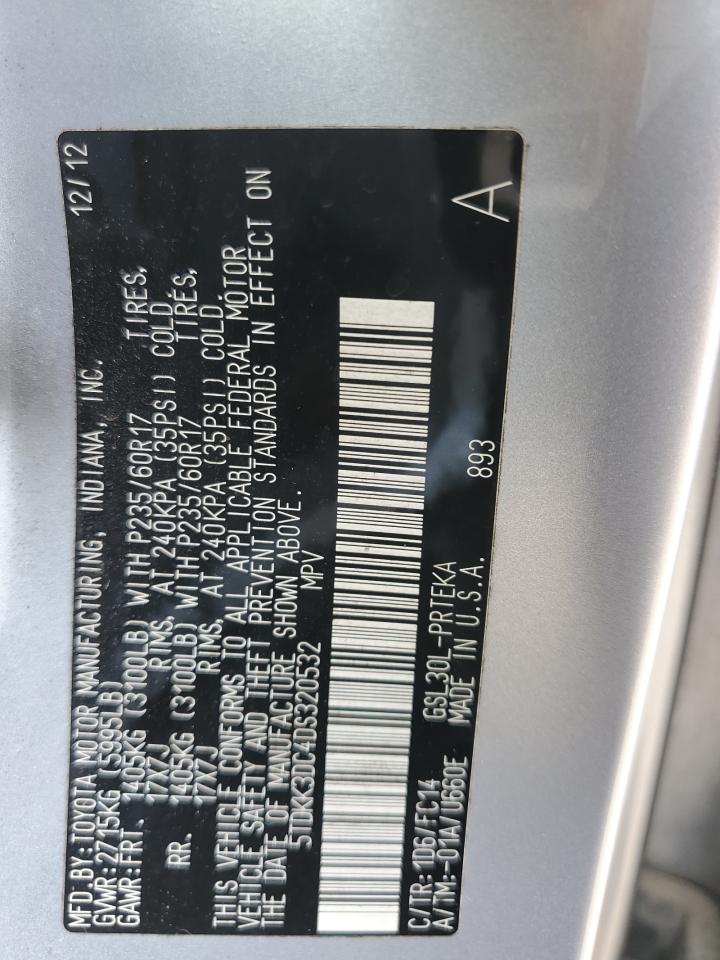 MFD BY: TOYOTA MOTOR MANUFACTURING, INDIANA, INC. 12/12
GVWR: 2715KG (5995LB)
GAWR: FRT. 1405KG (3100LB) WITH P235/60R17 TIRES,
17X7J RIMS, AT 240KPA (35PSI) COLD.
RR. 1405KG (3100LB) WITH P235/60R17 TIRES,
17X7J RIMS, AT 240KPA (35PSI) COLD.
THIS VEHICLE CONFORMS TO ALL APPLICABLE FEDERAL MOTOR
VEHICLE SAFETY AND THEFT PREVENTION STANDARDS IN EFFECT ON
THE DATE OF MANUFACTURE SHOWN ABOVE.
5TDKK3DC4DS320532 MPV
C/TR: 1D6/FC14 GSL30L-PRTEKA A
A/TM: -01A/U660E MADE IN U.S.A. 893